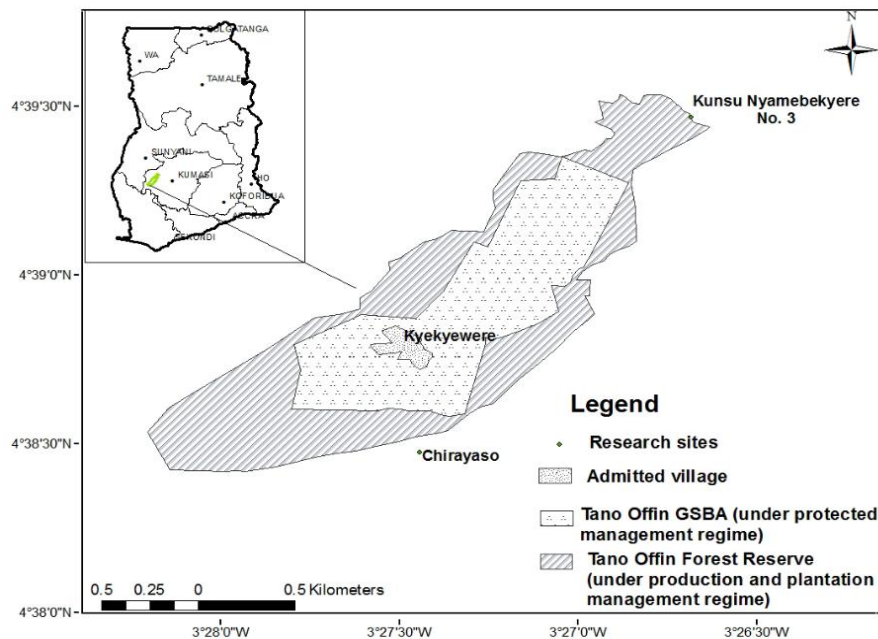 BOLGATANGA
WA
TAMALE
SUNYANI
KUMASI
HO
KOFORIDUA
ACCRA
SEKONDI
N
4°39'30"N
4°39'0"N
4°38'30"N
4°38'0"N
Kunsu Nyamebekyere
No. 3
Kyekyewere
Chirayaso
Legend
Research sites
Admitted village
Tano Offin GSBA (under protected
management regime)
Tano Offin Forest Reserve
(under production and plantation
management regime)
0.5 0.25 0 0.5 Kilometers
3°28'0"W 3°27'30"W 3°27'0"W 3°26'30"W